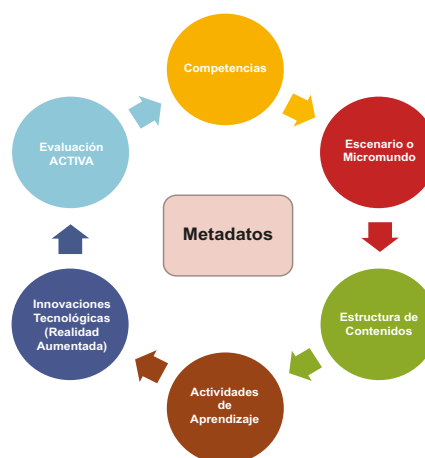 Competencias
Escenario o
Micromundo
Estructura de
Contenidos
Actividades
de
Aprendizaje
Innovaciones
Tecnológicas
(Realidad
Aumentada)
Evaluación
ACTIVA
Metadatos